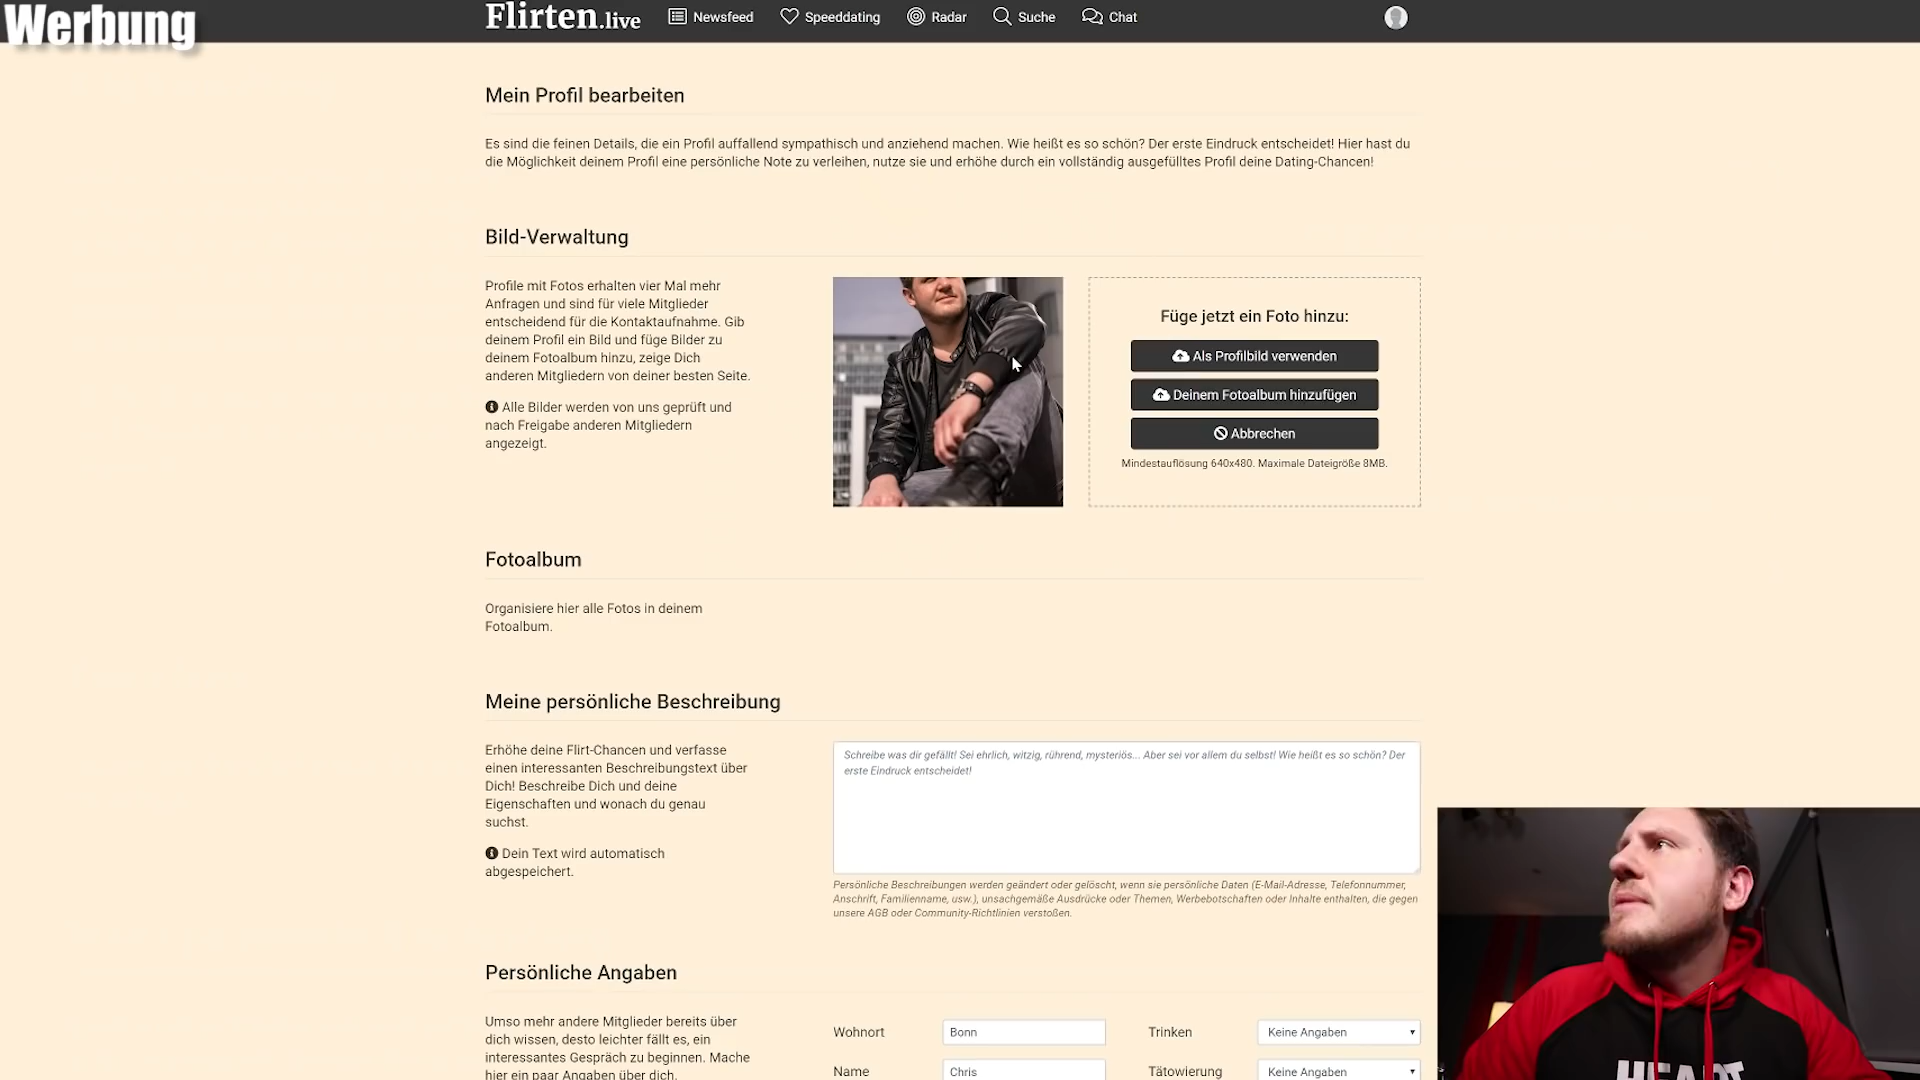 Werbung
Flirten.live
Newsfeed
Speeddating
Radar
Suche
Chat
Mein Profil bearbeiten
Es sind die feinen Details, die ein Profil auffallend sympathisch und anziehend machen. Wie heißt es so schön? Der erste Eindruck entscheidet! Hier hast du
die Möglichkeit deinem Profil eine persönliche Note zu verleihen, nutze sie und erhöhe durch ein vollständig ausgefülltes Profil deine Dating-Chancen!
Bild-Verwaltung
Profile mit Fotos erhalten vier Mal mehr
Anfragen und sind für viele Mitglieder
entscheidend für die Kontaktaufnahme. Gib
deinem Profil ein Bild und füge Bilder zu
deinem Fotoalbum hinzu, zeige Dich
anderen Mitgliedern von deiner besten Seite.
Alle Bilder werden von uns geprüft und
nach Freigabe anderen Mitgliedern
angezeigt.
Füge jetzt ein Foto hinzu:
Als Profilbild verwenden
Deinem Fotoalbum hinzufügen
Abbrechen
Mindestauflösung 640x480. Maximale Dateigröße 8MB.
Fotoalbum
Organisiere hier alle Fotos in deinem
Fotoalbum.
Meine persönliche Beschreibung
Erhöhe deine Flirt-Chancen und verfasse
einen interessanten Beschreibungstext über
Dich! Beschreibe Dich und deine
Eigenschaften und wonach du genau
suchst.
Dein Text wird automatisch
abgespeichert.
Schreibe was dir gefällt! Sei ehrlich, witzig, rührend, mysteriös... Aber sei vor allem du selbst! Wie heißt es so schön? Der
erste Eindruck entscheidet!
Persönliche Beschreibungen werden geändert oder gelöscht, wenn sie persönliche Daten (E-Mail-Adresse, Telefonnummer,
Anschrift, Familienname, usw.), unsachgemäße Ausdrücke oder Themen, Werbebotschaften oder Inhalte enthalten, die gegen
unsere AGB oder Community-Richtlinien verstoßen.
Persönliche Angaben
Umso mehr andere Mitglieder bereits über
dich wissen, desto leichter fällt es, ein
interessantes Gespräch zu beginnen. Mache
hier ein paar Angaben über dich.
Wohnort
Bonn
Trinken
Keine Angaben
Name
Chris
Tätowierung
Keine Angaben